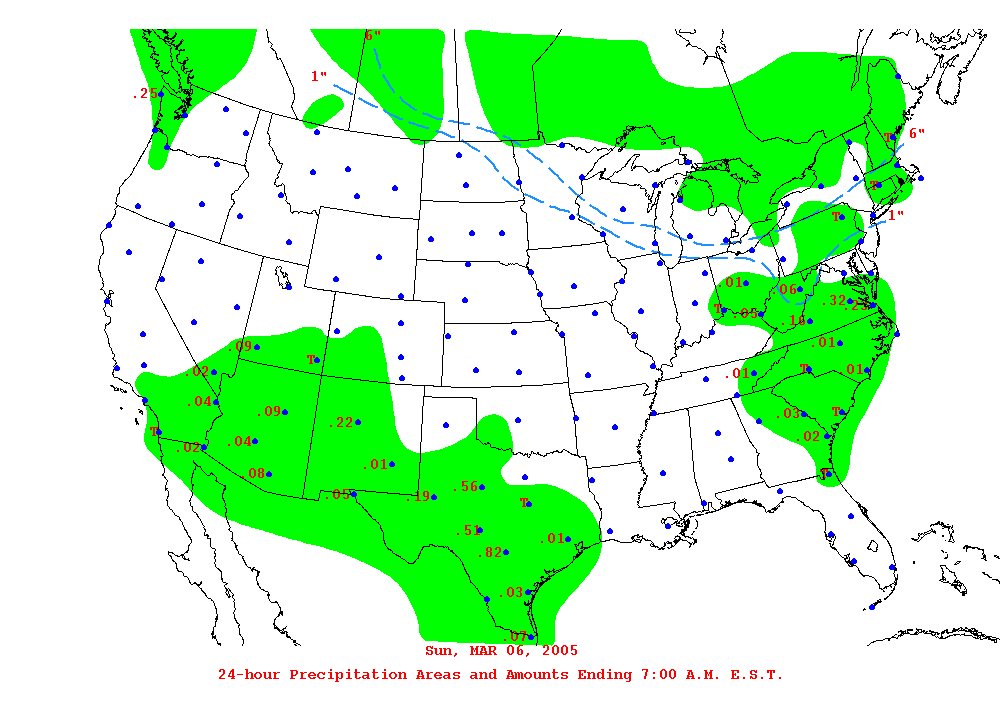 6"
1"
.25
6"
T
T
1"
T
.01
.06
.32
.25
T
.05
.18
.01
.09
T
.02
.01
T
.01
.04
.09
.22
.03
T
T
.04
.02
.02
.01
.08
T
.05
.19
.56
T
.51
.01
.82
.03
.07
Sun, MAR 06, 2005
24-hour Precipitation Areas and Amounts Ending 7:00 A.M. E.S.T.